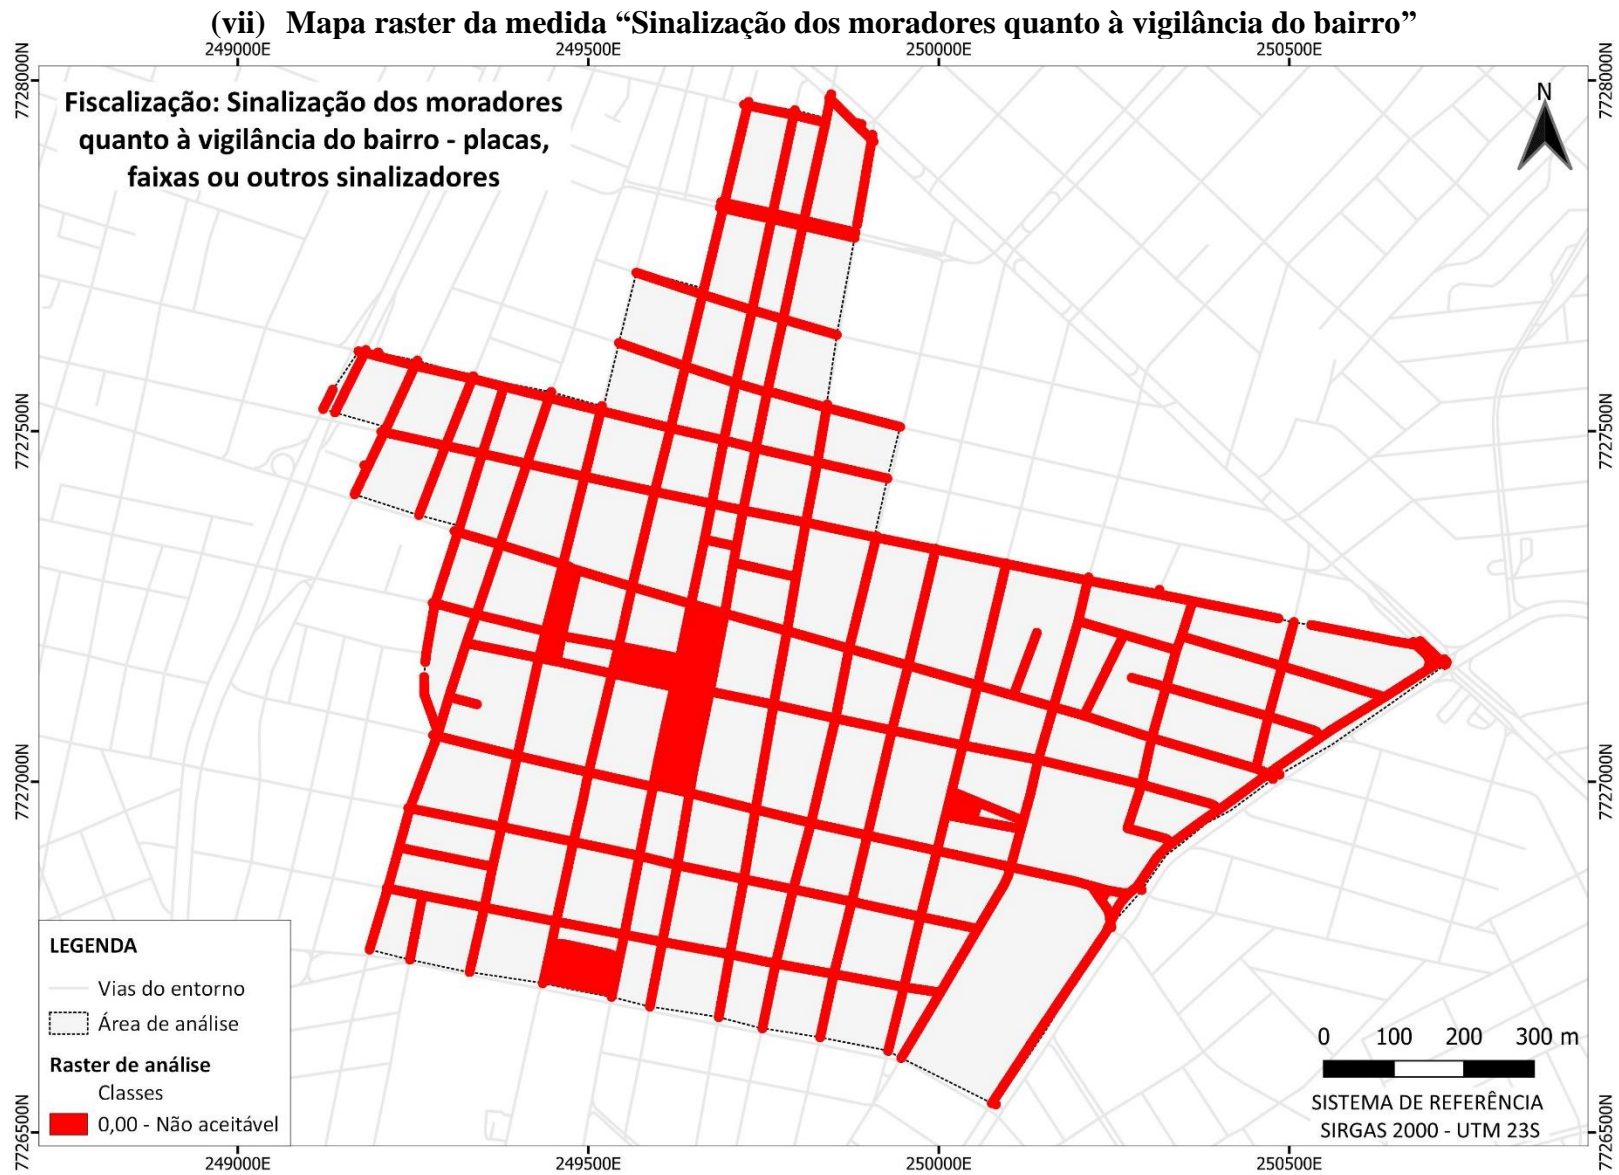 (vii) Mapa raster da medida “Sinalização dos moradores quanto à vigilância do bairro”
249000E 249500E 250000E 250500E
7728000N 7728000N
Fiscalização: Sinalização dos moradores
quanto à vigilância do bairro - placas,
faixas ou outros sinalizadores
N
7727500N 7727500N
7727000N 7727000N
LEGENDA
Vias do entorno
Área de análise
Raster de análise
Classes
0,00 - Não aceitável
0 100 200 300 m
SISTEMA DE REFERÊNCIA
SIRGAS 2000 - UTM 23S
7726500N 7726500N
249000E 249500E 250000E 250500E